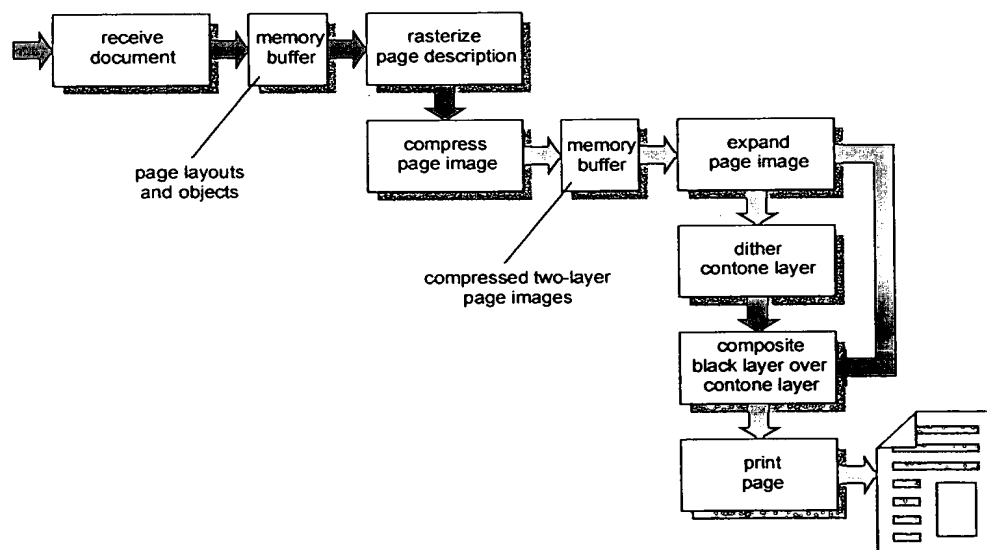 receive
document
memory
buffer
rasterize
page description
compress
page image
memory
buffer
expand
page image
page layouts
and objects
dither
contone layer
compressed two-layer
page images
composite
black layer over
contone layer
print
page